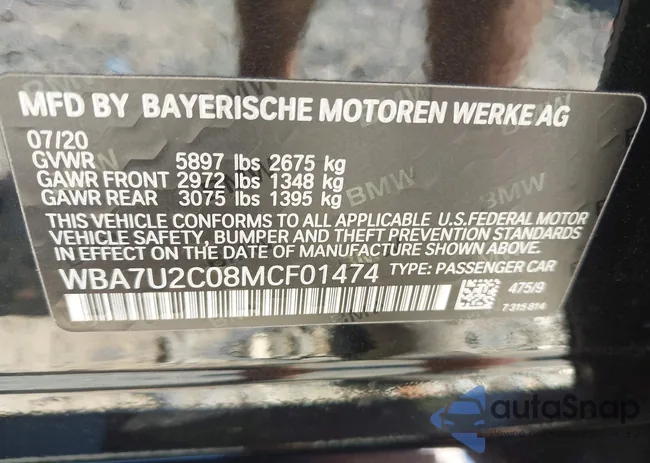 MFD BY BAYERISCHE MOTOREN WERKE AG
07/20
GVWR 5897 lbs 2675 kg
GAWR FRONT 2972 lbs 1348 kg
GAWR REAR 3075 lbs 1395 kg
THIS VEHICLE CONFORMS TO ALL APPLICABLE U.S.FEDERAL MOTOR
VEHICLE SAFETY, BUMPER AND THEFT PREVENTION STANDARDS
IN EFFECT ON THE DATE OF MANUFACTURE SHOWN ABOVE.
WBA7U2C08MCF01474 TYPE: PASSENGER CAR
475/9
7 315 814
BMW
autoSnap